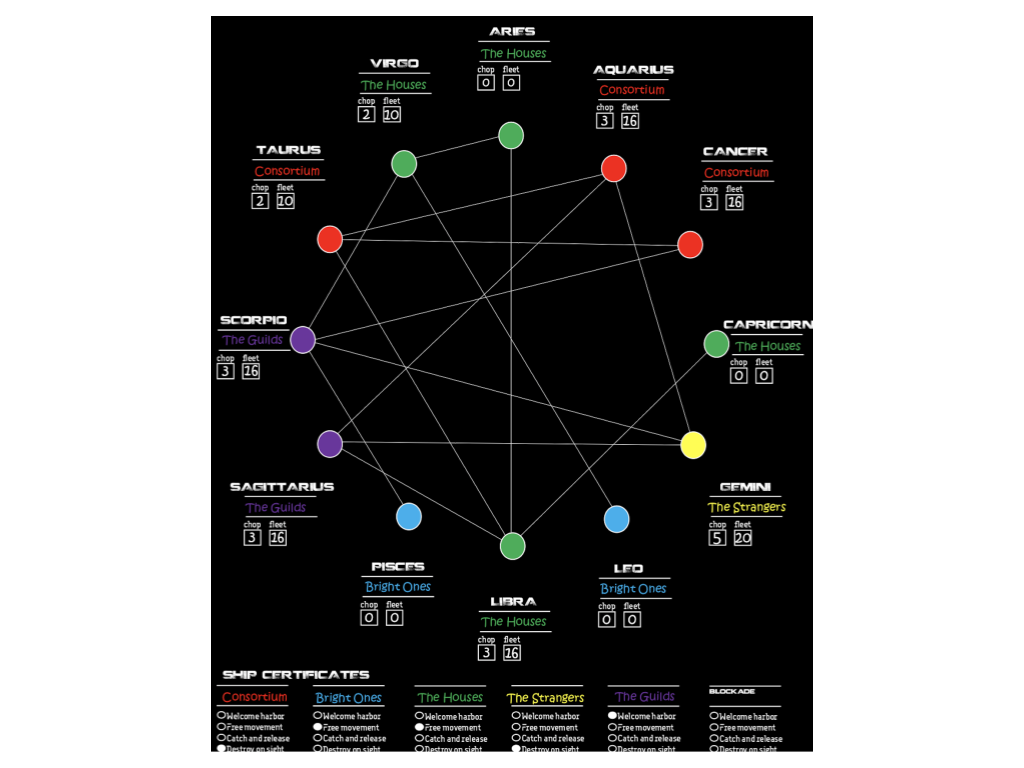 ARIES
The Houses
chop fleet
0 0
VIRGO
The Houses
chop fleet
2 10
AQUARIUS
Consortium
chop fleet
3 16
TAURUS
Consortium
chop fleet
2 10
CANCER
Consortium
chop fleet
3 16
SCORPIO
The Guilds
chop fleet
3 16
CAPRICORN
The Houses
chop fleet
0 0
SAGITTARIUS
The Guilds
chop fleet
3 16
GEMINI
The Strangers
chop fleet
5 20
PISCES
Bright Ones
chop fleet
0 0
LEO
Bright Ones
chop fleet
0 0
LIBRA
The Houses
chop fleet
3 16
SHIP CERTIFICATES
Consortium
Welcome harbor
Free movement
Catch and release
Destroy on sight
Bright Ones
Welcome harbor
Free movement
Catch and release
Destroy on sight
The Houses
Welcome harbor
Free movement
Catch and release
Destroy on sight
The Strangers
Welcome harbor
Free movement
Catch and release
Destroy on sight
The Guilds
Welcome harbor
Free movement
Catch and release
Destroy on sight
BLOCKADE
Welcome harbor
Free movement
Catch and release
Destroy on sight